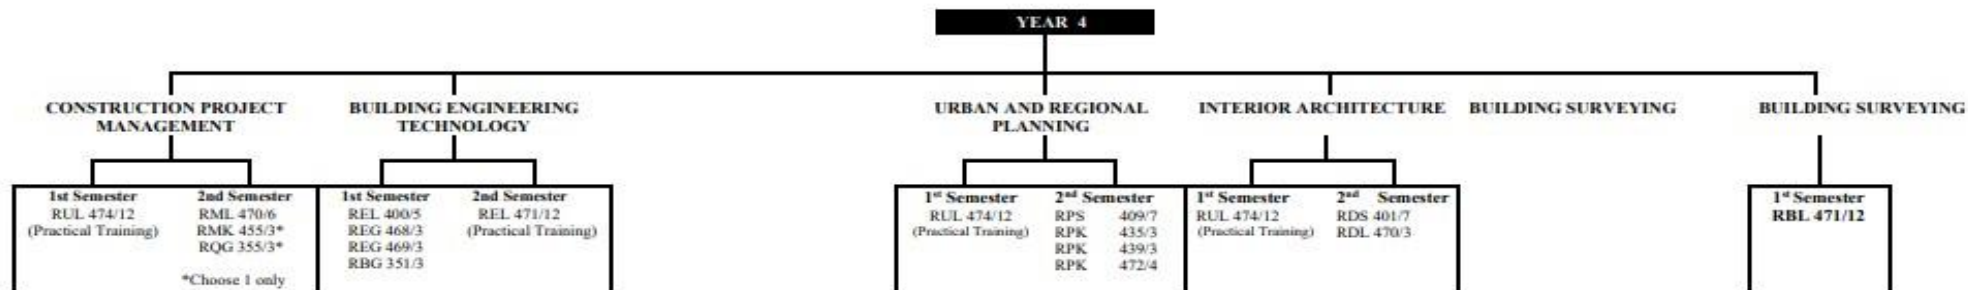 YEAR 4
CONSTRUCTION PROJECT
MANAGEMENT
1st Semester
RUL 474/12
(Practical Training)
2nd Semester
RML 470/6
RMK 455/3*
RQG 355/3*
*Choose 1 only
BUILDING ENGINEERING
TECHNOLOGY
1st Semester
REL 400/5
REG 468/3
REG 469/3
RBG 351/3
2nd Semester
REL 471/12
(Practical Training)
URBAN AND REGIONAL
PLANNING
1st Semester
RUL 474/12
(Practical Training)
2nd Semester
RPS 409/7
RPK 435/3
RPK 439/3
RPK 472/4
INTERIOR ARCHITECTURE
1st Semester
RUL 474/12
(Practical Training)
2nd Semester
RDS 401/7
RDL 470/3
BUILDING SURVEYING
BUILDING SURVEYING
1st Semester
RBL 471/12